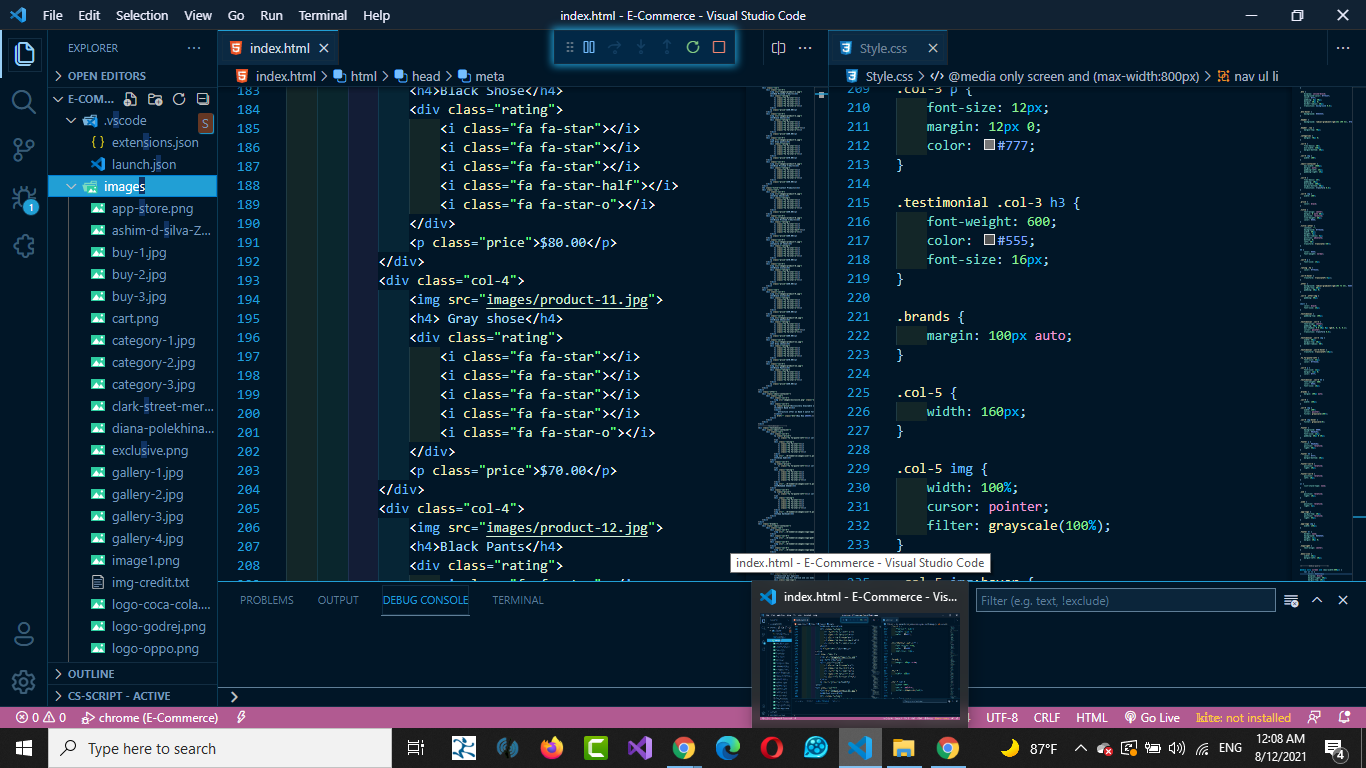 File Edit Selection View Go Run Terminal Help
index.html - E-Commerce - Visual Studio Code
EXPLORER
OPEN EDITORS
E-COM...
.vscode
S
extensions.json
launch.json
images
app-store.png
ashim-d-silva-Z...
buy-1.jpg
buy-2.jpg
buy-3.jpg
cart.png
category-1.jpg
category-2.jpg
category-3.jpg
clark-street-mer...
diana-polekhina...
exclusive.png
gallery-1.jpg
gallery-2.jpg
gallery-3.jpg
gallery-4.jpg
image1.png
img-credit.txt
logo-coca-cola....
logo-godrej.png
logo-oppo.png
OUTLINE
CS-SCRIPT - ACTIVE
1
index.html
index.html > html > head > meta
183 <h4>Black Shose</h4>
184 <div class="rating">
185 <i class="fa fa-star"></i>
186 <i class="fa fa-star"></i>
187 <i class="fa fa-star"></i>
188 <i class="fa fa-star-half"></i>
189 <i class="fa fa-star-o"></i>
190 </div>
191 <p class="price">$80.00</p>
192 </div>
193 <div class="col-4">
194 <img src="images/product-11.jpg">
195 <h4> Gray shose</h4>
196 <div class="rating">
197 <i class="fa fa-star"></i>
198 <i class="fa fa-star"></i>
199 <i class="fa fa-star"></i>
200 <i class="fa fa-star"></i>
201 <i class="fa fa-star-o"></i>
202 </div>
203 <p class="price">$70.00</p>
204 </div>
205 <div class="col-4">
206 <img src="images/product-12.jpg">
207 <h4>Black Pants</h4>
208 <div class="rating">
Style.css
Style.css > @media only screen and (max-width:800px) > nav ul li
209 .col-3 p {
210 font-size: 12px;
211 margin: 12px 0;
212 color: #777;
213 }
214
215 .testimonial .col-3 h3 {
216 font-weight: 600;
217 color: #555;
218 font-size: 16px;
219 }
220
221 .brands {
222 margin: 100px auto;
223 }
224
225 .col-5 {
226 width: 160px;
227 }
228
229 .col-5 img {
230 width: 100%;
231 cursor: pointer;
232 filter: grayscale(100%);
233 }
index.html - E-Commerce - Visual Studio Code
PROBLEMS OUTPUT DEBUG CONSOLE TERMINAL
index.html - E-Commerce - Vis...
Filter (e.g. text, !exclude)
0 0 chrome (E-Commerce)
UTF-8 CRLF HTML Go Live kite: not installed
Type here to search
87°F ENG
12:08 AM
8/12/2021
4